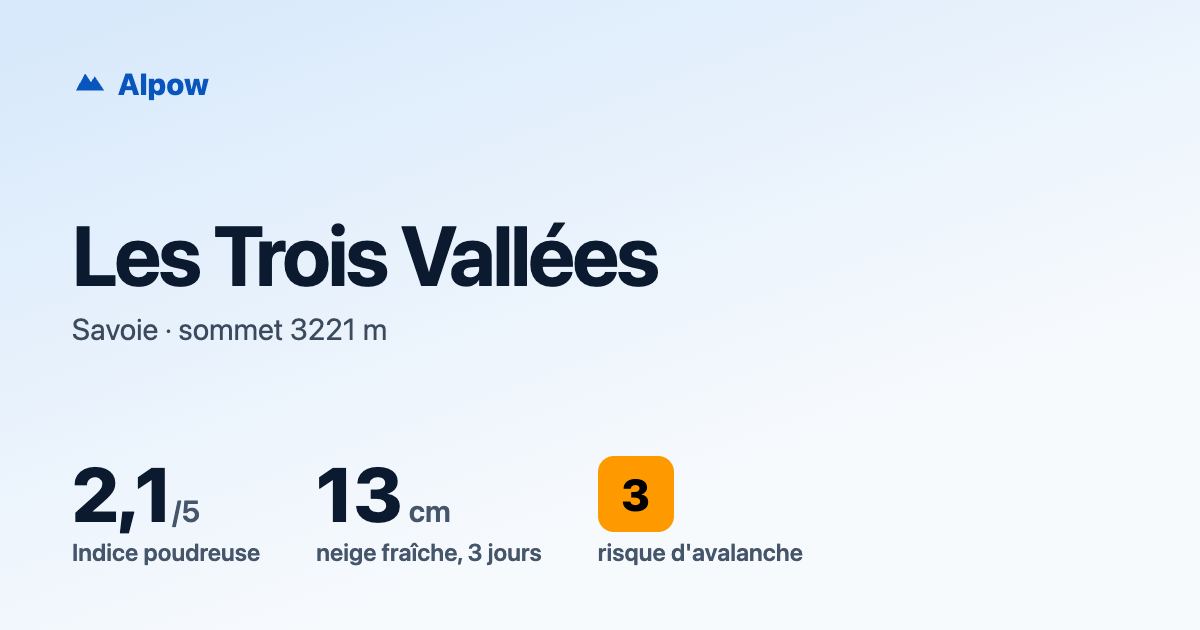 Alpow
Les Trois Vallées
Savoie · sommet 3221 m
2,1/5
Indice poudreuse
13 cm
neige fraîche, 3 jours
3
risque d'avalanche